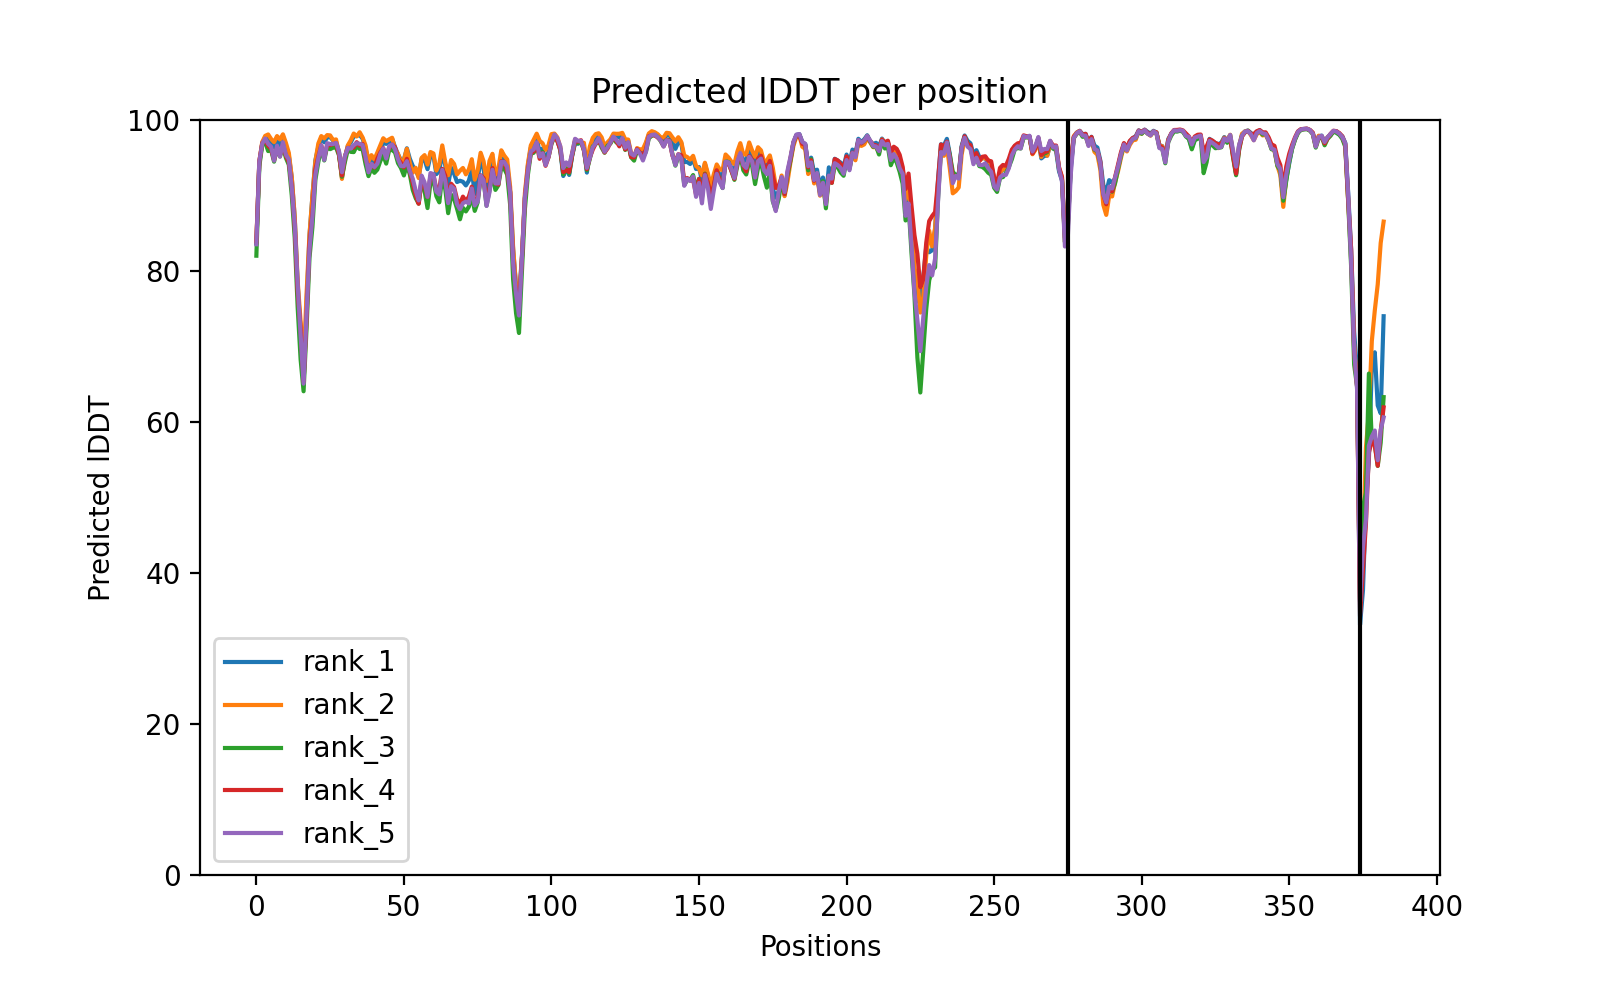 Predicted lDDT per position
100
80
60
40
20
0
Predicted lDDT
rank_1
rank_2
rank_3
rank_4
rank_5
0 50 100 150 200 250 300 350 400
Positions